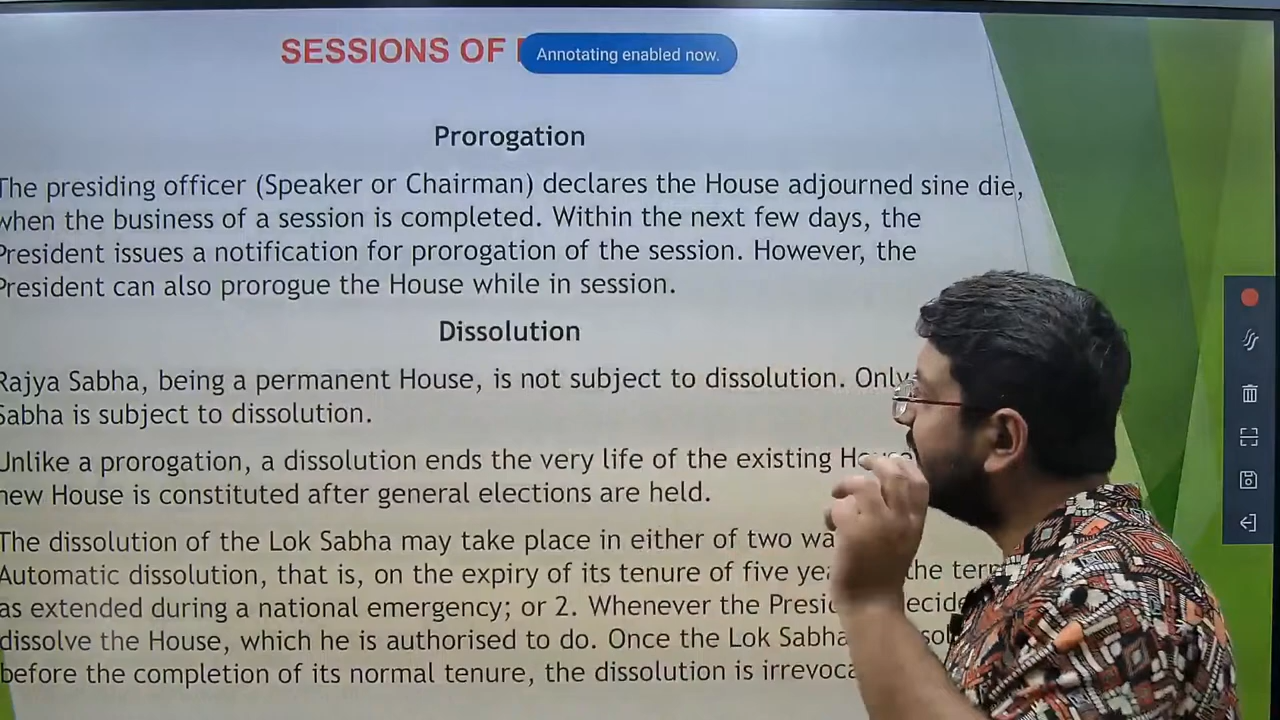 SESSIONS OF
Annotating enabled now.
Prorogation
The presiding officer (Speaker or Chairman) declares the House adjourned sine die,
when the business of a session is completed. Within the next few days, the
President issues a notification for prorogation of the session. However, the
President can also prorogue the House while in session.
Dissolution
Rajya Sabha, being a permanent House, is not subject to dissolution. Only
Sabha is subject to dissolution.
Unlike a prorogation, a dissolution ends the very life of the existing House
new House is constituted after general elections are held.
The dissolution of the Lok Sabha may take place in either of two
Automatic dissolution, that is, on the expiry of its tenure of five the
as extended during a national emergency; or 2. Whenever the
dissolve the House, which he is authorised to do. Once the Lok Sabha
before the completion of its normal tenure, the dissolution is